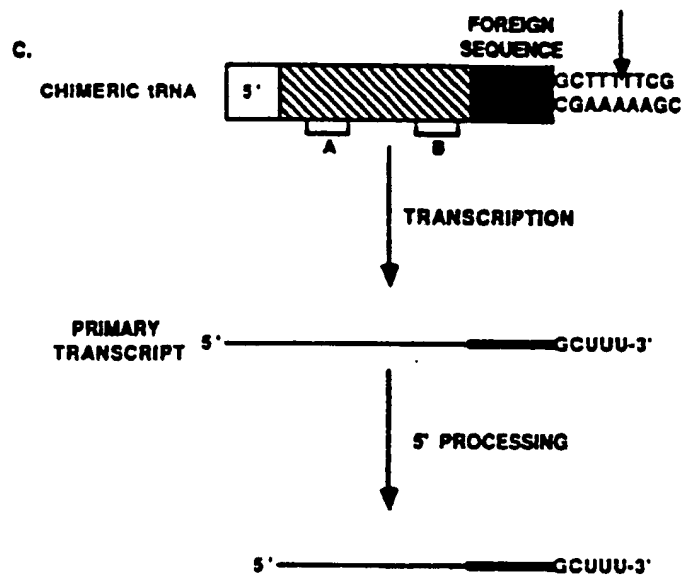 C.
FOREIGN
SEQUENCE
CHIMERIC tRNA
5'
GCTTTTTCG
CGAAAAAGC
A
B
TRANSCRIPTION
PRIMARY
TRANSCRIPT
5'
GCUUU-3'
5' PROCESSING
5'
GCUUU-3'